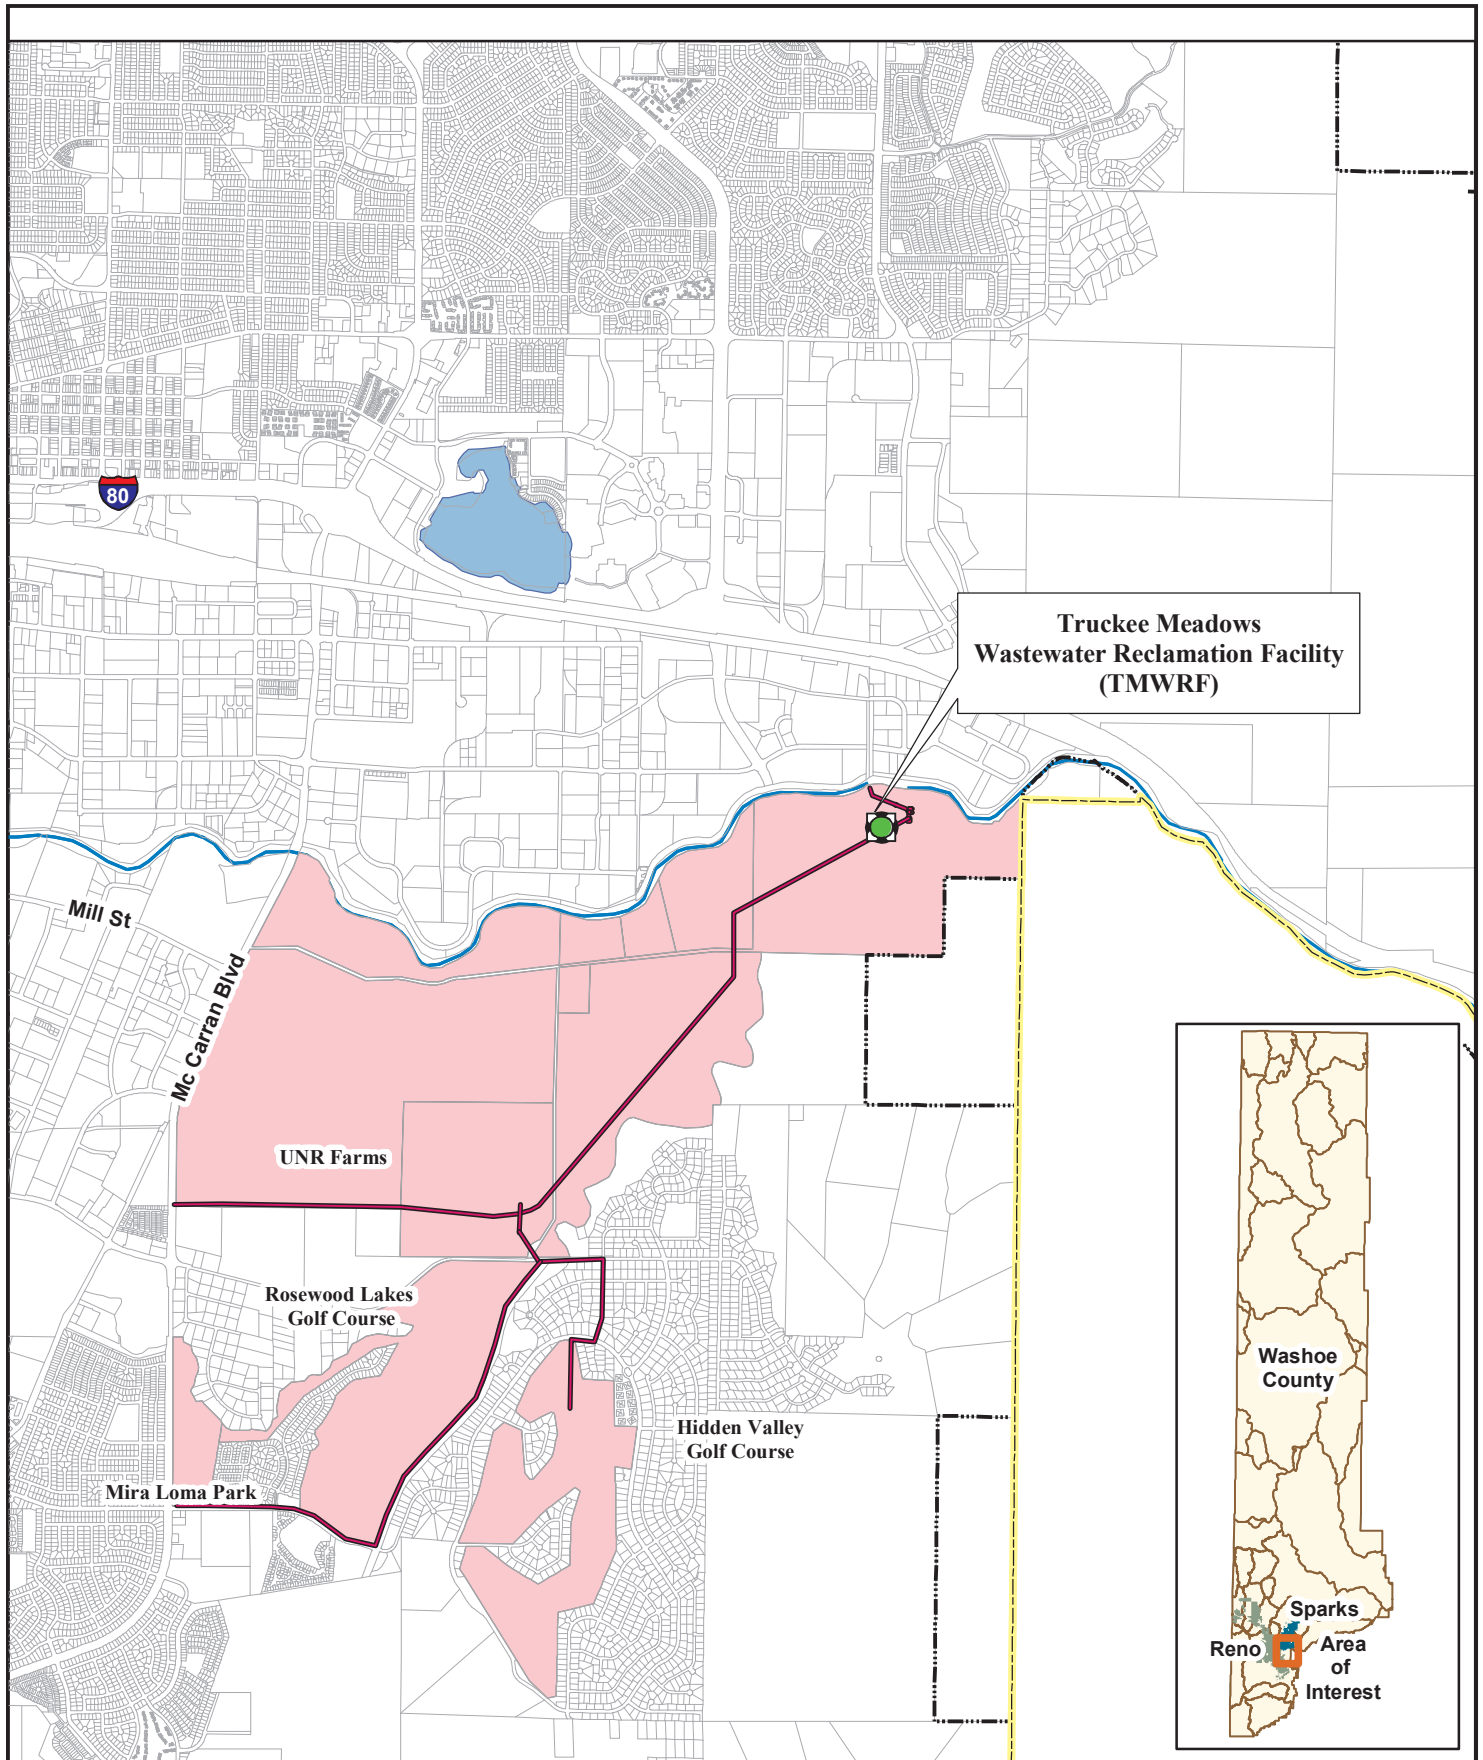 80
Truckee Meadows
Wastewater Reclamation Facility
(TMWRF)
Mill St
Mc Carran Blvd
UNR Farms
Rosewood Lakes
Golf Course
Hidden Valley
Golf Course
Mira Loma Park
Washoe
County
Sparks
Reno
Area
of
Interest